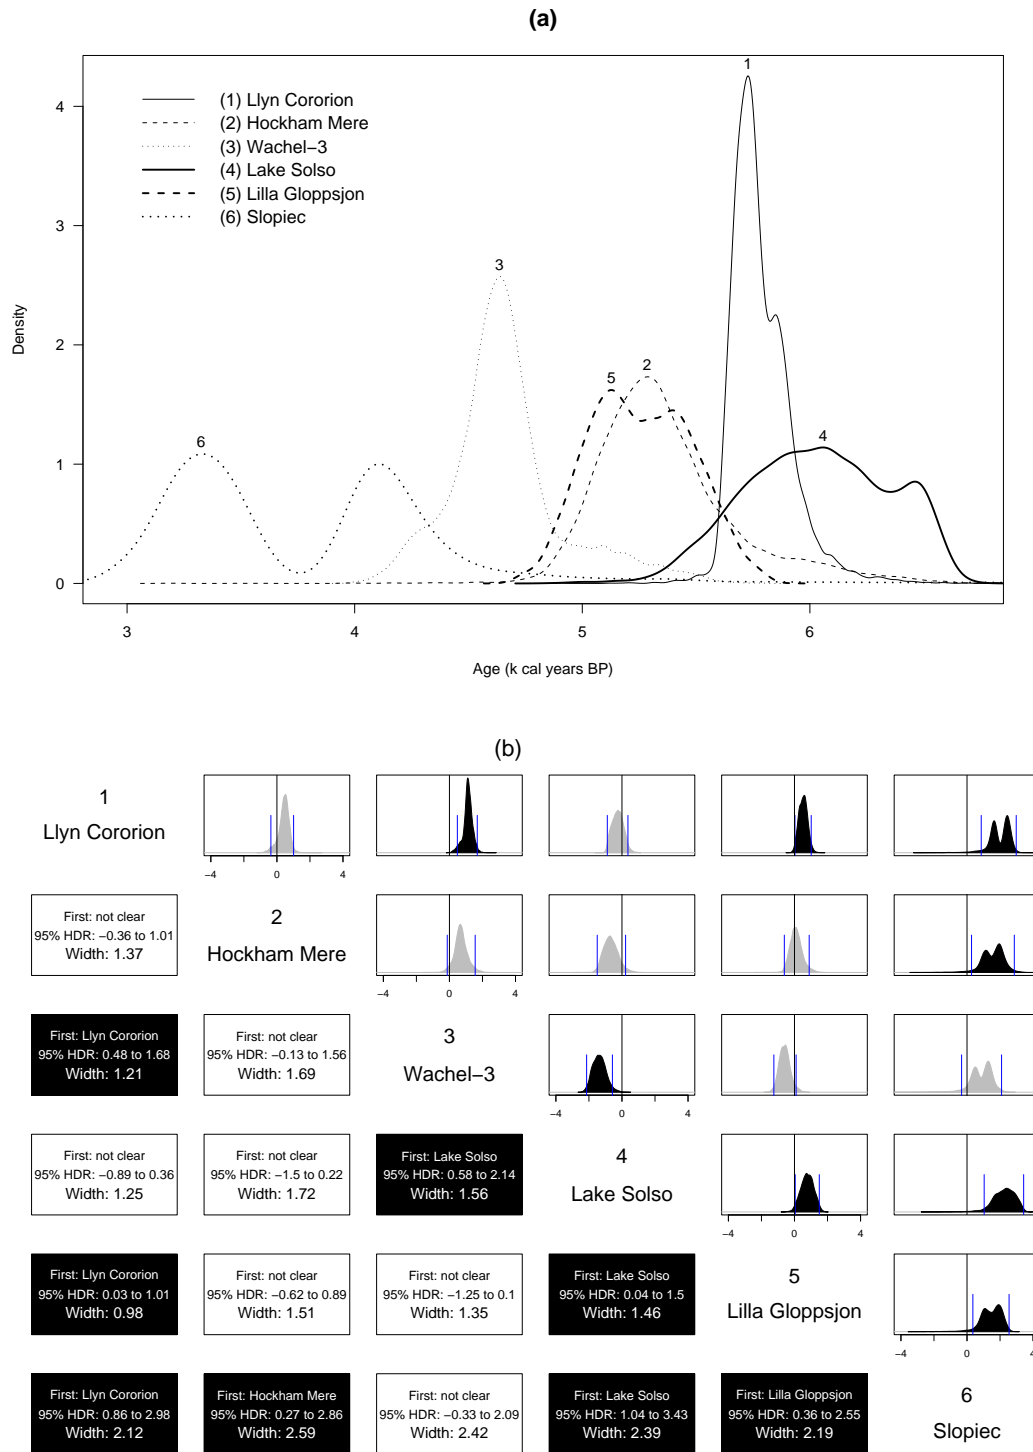 (a)
1
4
(1) Llyn Cororion
(2) Hockham Mere
(3) Wachel−3
(4) Lake Solso
(5) Lilla Gloppsjon
(6) Slopiec
3
3
Density
2
2
5
6
4
1
0
3
4
5
6
Age (k cal years BP)
(b)
1
Llyn Cororion
−4 0 4
First: not clear
95% HDR: −0.36 to 1.01
Width: 1.37
2
Hockham Mere
−4 0 4
First: Llyn Cororion
95% HDR: 0.48 to 1.68
Width: 1.21
First: not clear
95% HDR: −0.13 to 1.56
Width: 1.69
3
Wachel−3
−4 0 4
First: not clear
95% HDR: −0.89 to 0.36
Width: 1.25
First: not clear
95% HDR: −1.5 to 0.22
Width: 1.72
First: Lake Solso
95% HDR: 0.58 to 2.14
Width: 1.56
4
Lake Solso
−4 0 4
First: Llyn Cororion
95% HDR: 0.03 to 1.01
Width: 0.98
First: not clear
95% HDR: −0.62 to 0.89
Width: 1.51
First: not clear
95% HDR: −1.25 to 0.1
Width: 1.35
First: Lake Solso
95% HDR: 0.04 to 1.5
Width: 1.46
5
Lilla Gloppsjon
−4 0 4
First: Llyn Cororion
95% HDR: 0.86 to 2.98
Width: 2.12
First: Hockham Mere
95% HDR: 0.27 to 2.86
Width: 2.59
First: not clear
95% HDR: −0.33 to 2.09
Width: 2.42
First: Lake Solso
95% HDR: 1.04 to 3.43
Width: 2.39
First: Lilla Gloppsjon
95% HDR: 0.36 to 2.55
Width: 2.19
6
Slopiec